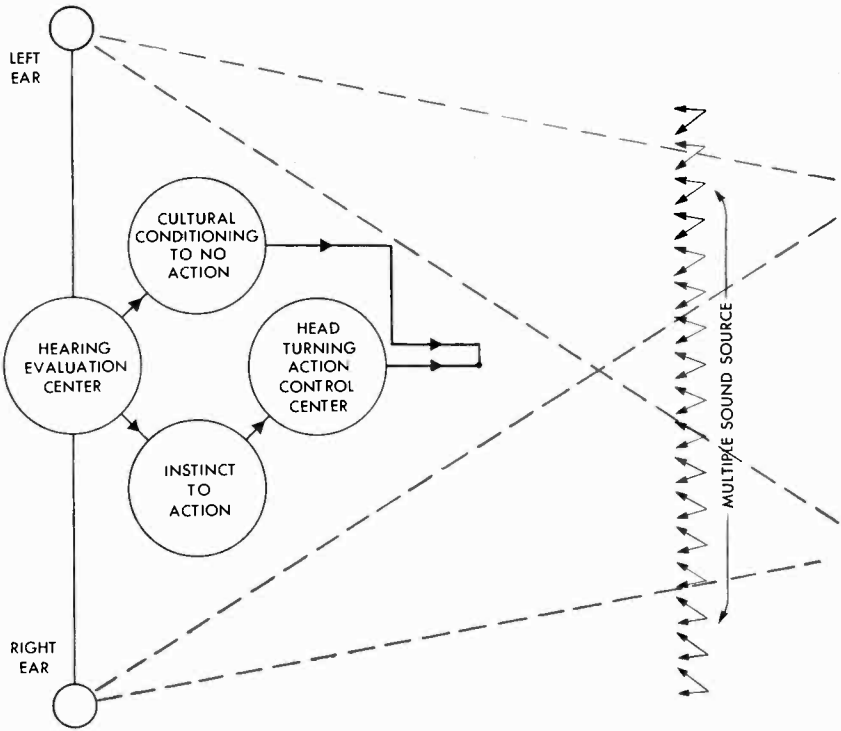 LEFT
EAR
CULTURAL
CONDITIONING
TO NO
ACTION
HEARING
EVALUATION
CENTER
HEAD
TURNING
ACTION
CONTROL
CENTER
INSTINCT
TO
ACTION
MULTIPLE SOUND SOURCE
RIGHT
EAR